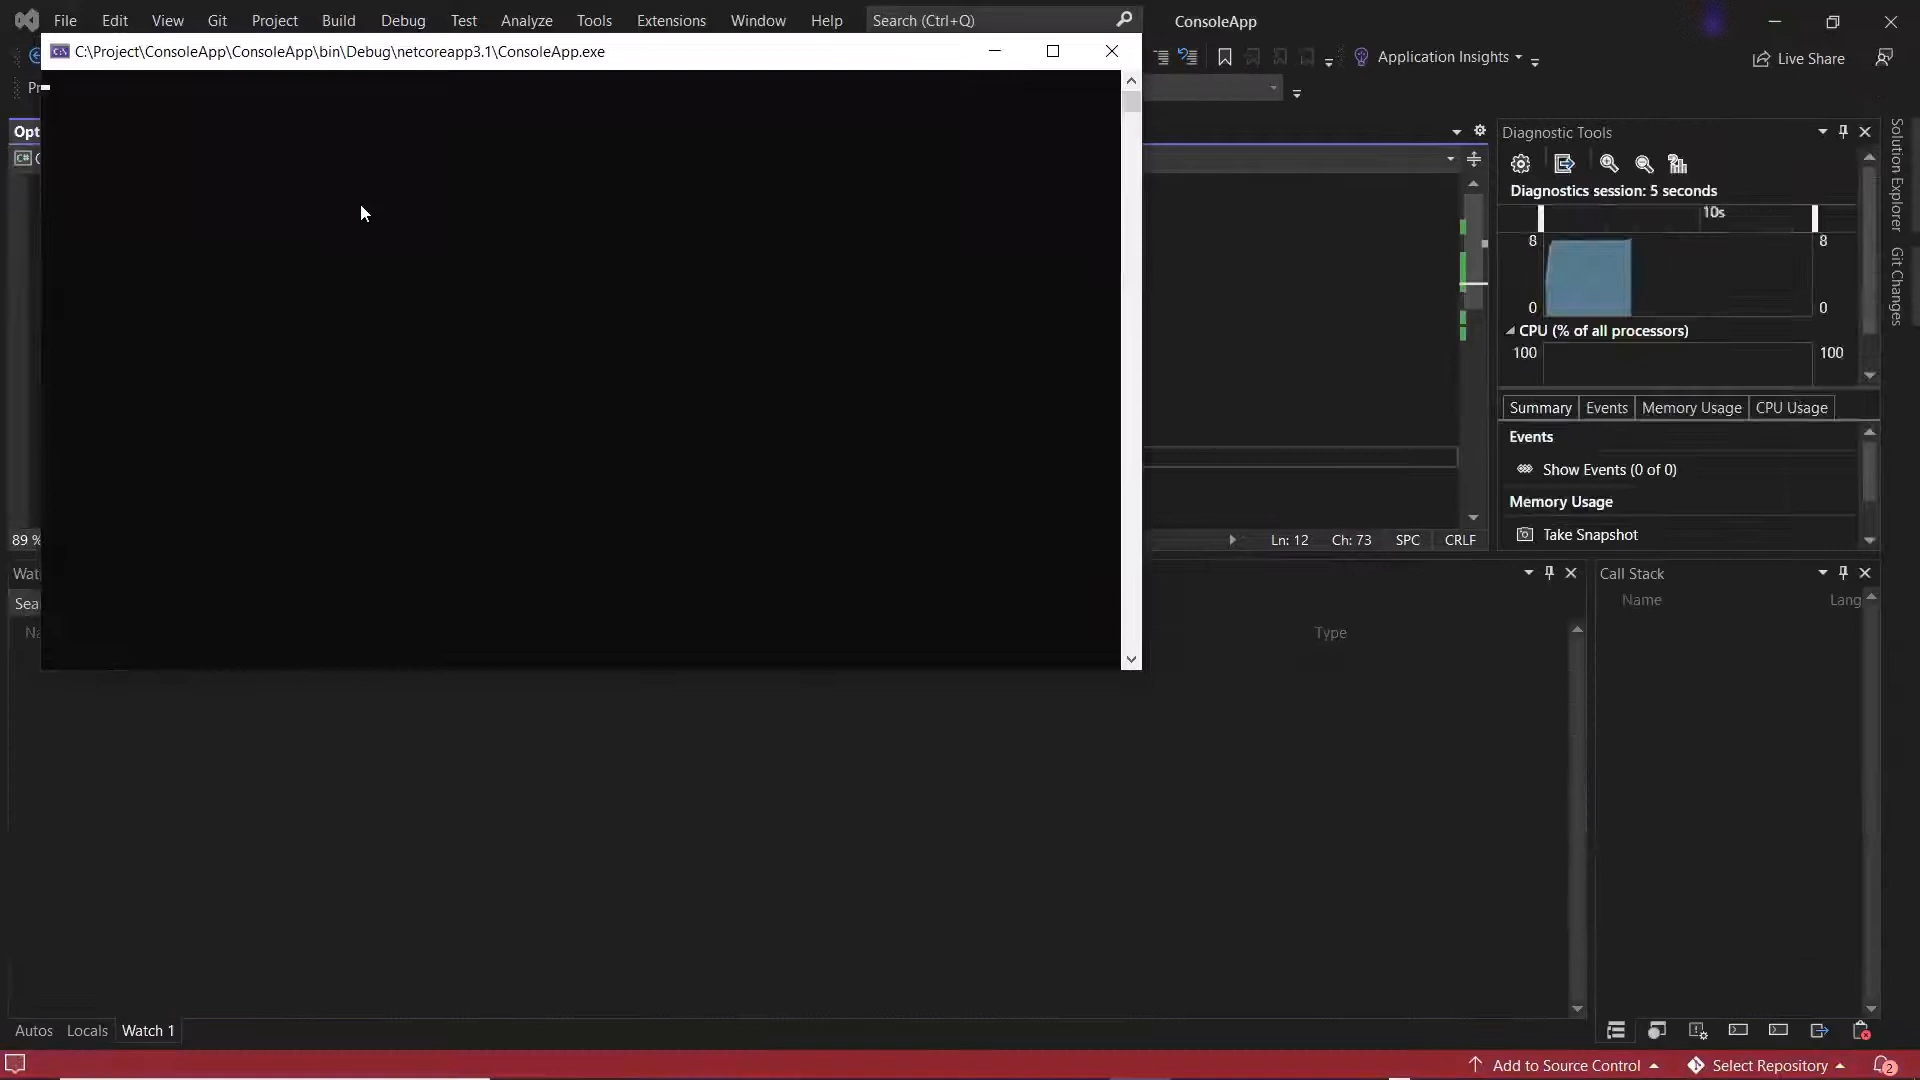 File Edit View Git Project Build Debug Test Analyze Tools Extensions Window Help Search (Ctrl+Q) ConsoleApp
C:\Project\ConsoleApp\ConsoleApp\bin\Debug\netcoreapp3.1\ConsoleApp.exe
Application Insights
Live Share
Pr
Opt
C#
Diagnostic Tools
Diagnostics session: 5 seconds
10s
8 8
0 0
CPU (% of all processors)
100 100
Summary Events Memory Usage CPU Usage
Events
Show Events (0 of 0)
Memory Usage
Take Snapshot
Solution Explorer
Git Changes
89 %
Ln: 12 Ch: 73 SPC CRLF
Wat
Sea
Na
Type
Call Stack
Name Lang
Autos Locals Watch 1
Add to Source Control Select Repository 2